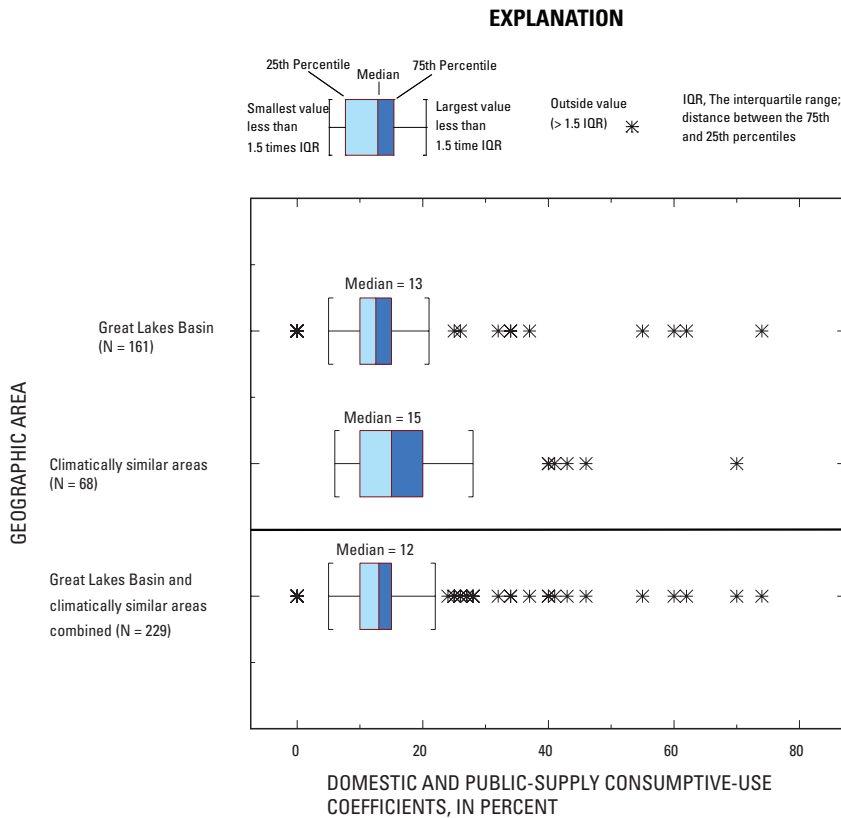 EXPLANATION
25th Percentile
Median
75th Percentile
Smallest value
less than
1.5 times IQR
Largest value
less than
1.5 time IQR
Outside value
(> 1.5 IQR)
IQR, The interquartile range;
distance between the 75th
and 25th percentiles
GEOGRAPHIC AREA
Great Lakes Basin
(N = 161)
Median = 13
Climatically similar areas
(N = 68)
Median = 15
Great Lakes Basin and
climatically similar areas
combined (N = 229)
Median = 12
0 20 40 60 80
DOMESTIC AND PUBLIC-SUPPLY CONSUMPTIVE-USE
COEFFICIENTS, IN PERCENT